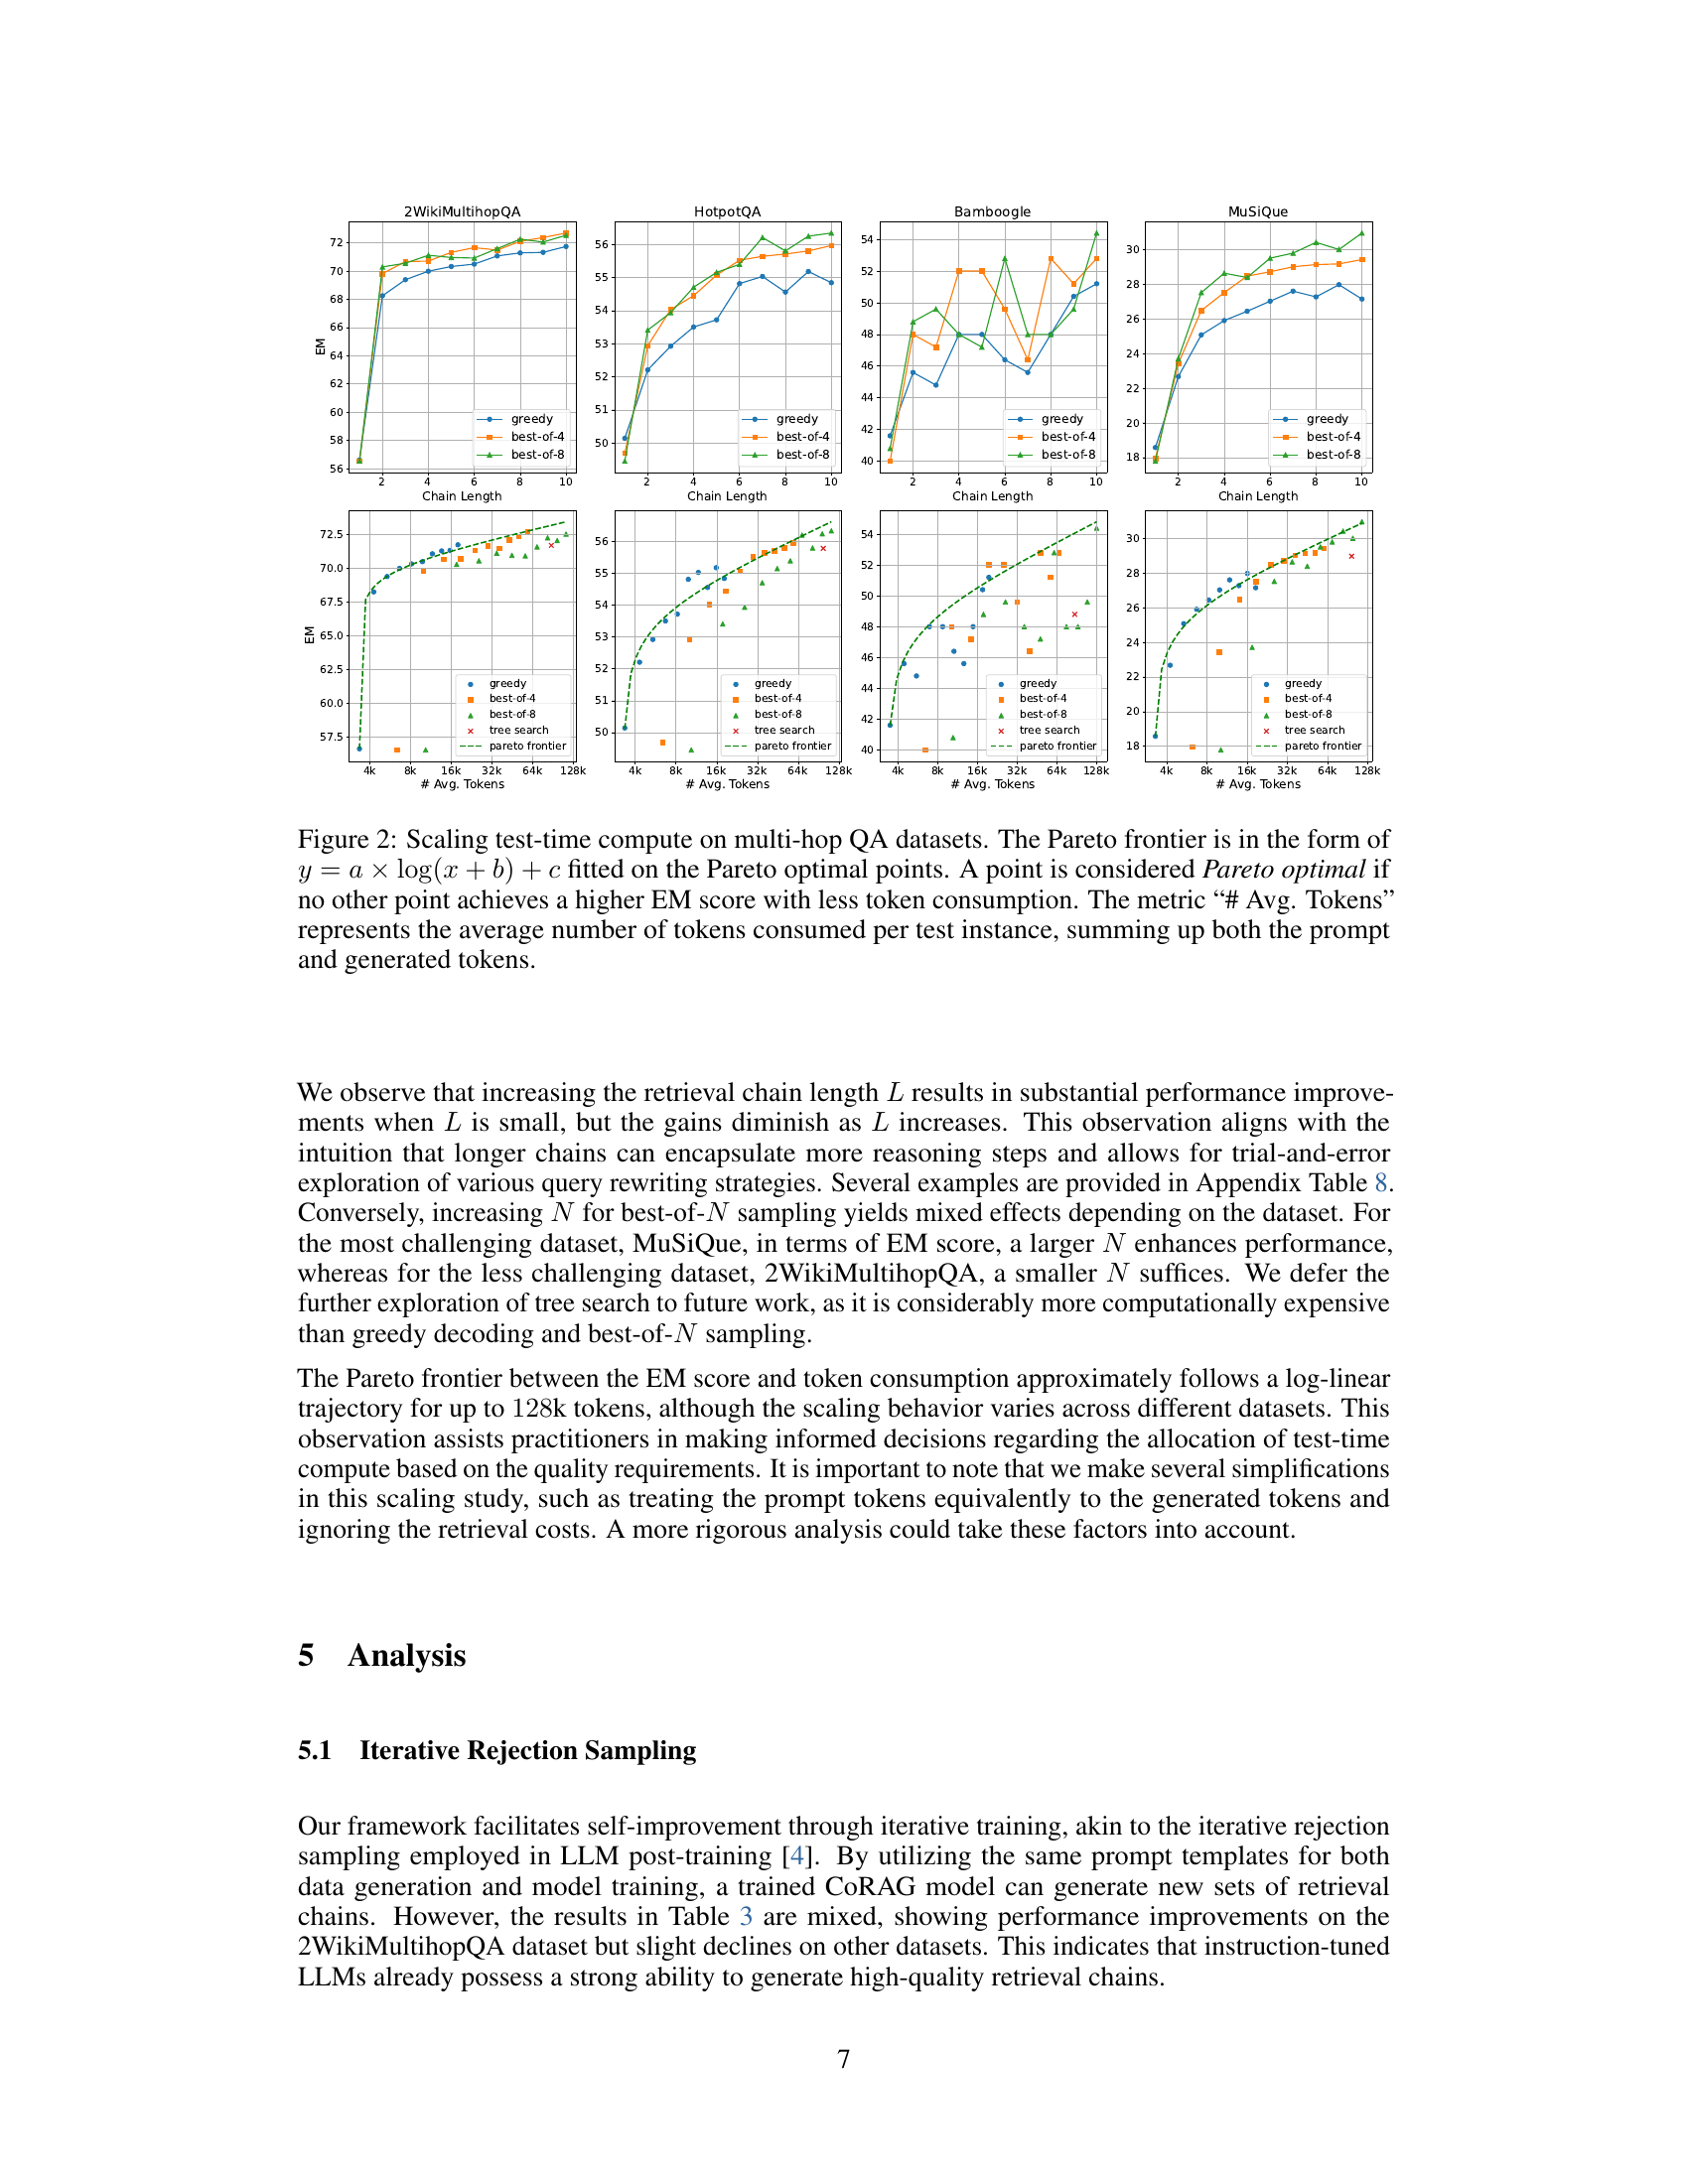 2WikiMultihopQA
HotpotQA
Bamboogle
MuSiQue
EM
72
70
68
66
64
62
60
58
56
2
4
6
8
10
Chain Length
greedy
best-of-4
best-of-8
56
55
54
53
52
51
50
2
4
6
8
10
Chain Length
greedy
best-of-4
best-of-8
54
52
50
48
46
44
42
40
2
4
6
8
10
Chain Length
greedy
best-of-4
best-of-8
30
28
26
24
22
20
18
2
4
6
8
10
Chain Length
greedy
best-of-4
best-of-8
EM
72.5
70.0
67.5
65.0
62.5
60.0
57.5
4k
8k
16k
32k
64k
128k
# Avg. Tokens
greedy
best-of-4
best-of-8
tree search
pareto frontier
56
55
54
53
52
51
50
4k
8k
16k
32k
64k
128k
# Avg. Tokens
greedy
best-of-4
best-of-8
tree search
pareto frontier
54
52
50
48
46
44
42
40
4k
8k
16k
32k
64k
128k
# Avg. Tokens
greedy
best-of-4
best-of-8
tree search
pareto frontier
30
28
26
24
22
20
18
4k
8k
16k
32k
64k
128k
# Avg. Tokens
greedy
best-of-4
best-of-8
tree search
pareto frontier
Figure 2: Scaling test-time compute on multi-hop QA datasets. The Pareto frontier is in the form of
y = a × log(x + b) + c fitted on the Pareto optimal points. A point is considered Pareto optimal if
no other point achieves a higher EM score with less token consumption. The metric “# Avg. Tokens”
represents the average number of tokens consumed per test instance, summing up both the prompt
and generated tokens.
We observe that increasing the retrieval chain length L results in substantial performance improve-
ments when L is small, but the gains diminish as L increases. This observation aligns with the
intuition that longer chains can encapsulate more reasoning steps and allows for trial-and-error
exploration of various query rewriting strategies. Several examples are provided in Appendix Table 8.
Conversely, increasing N for best-of-N sampling yields mixed effects depending on the dataset. For
the most challenging dataset, MuSiQue, in terms of EM score, a larger N enhances performance,
whereas for the less challenging dataset, 2WikiMultihopQA, a smaller N suffices. We defer the
further exploration of tree search to future work, as it is considerably more computationally expensive
than greedy decoding and best-of-N sampling.
The Pareto frontier between the EM score and token consumption approximately follows a log-linear
trajectory for up to 128k tokens, although the scaling behavior varies across different datasets. This
observation assists practitioners in making informed decisions regarding the allocation of test-time
compute based on the quality requirements. It is important to note that we make several simplifications
in this scaling study, such as treating the prompt tokens equivalently to the generated tokens and
ignoring the retrieval costs. A more rigorous analysis could take these factors into account.
5 Analysis
5.1 Iterative Rejection Sampling
Our framework facilitates self-improvement through iterative training, akin to the iterative rejection
sampling employed in LLM post-training [4]. By utilizing the same prompt templates for both
data generation and model training, a trained CoRAG model can generate new sets of retrieval
chains. However, the results in Table 3 are mixed, showing performance improvements on the
2WikiMultihopQA dataset but slight declines on other datasets. This indicates that instruction-tuned
LLMs already possess a strong ability to generate high-quality retrieval chains.
7